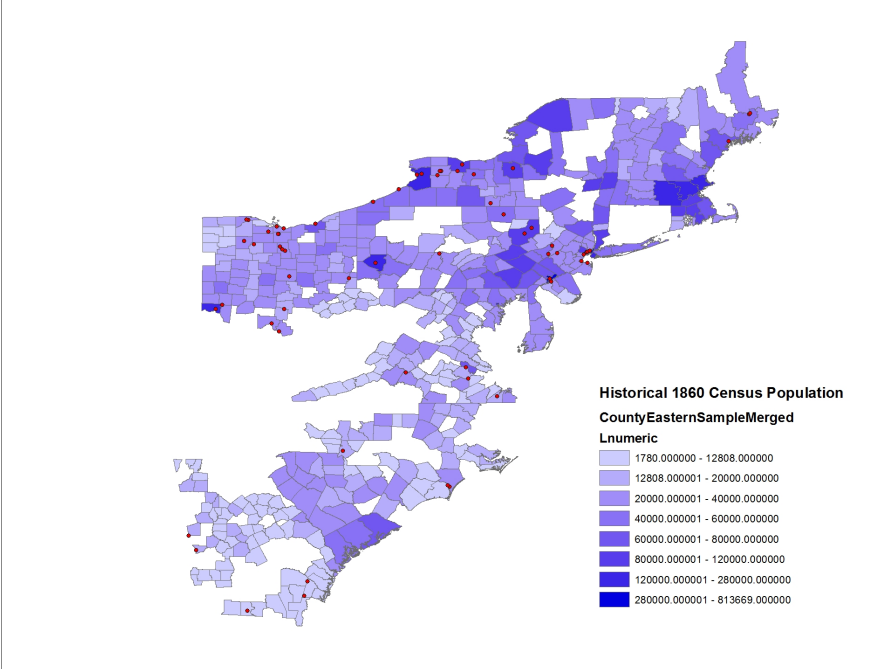 Historical 1860 Census Population
CountyEasternSampleMerged
Lnumeric
1780.000000 - 12808.000000
12808.000001 - 20000.000000
20000.000001 - 40000.000000
40000.000001 - 60000.000000
60000.000001 - 80000.000000
80000.000001 - 120000.000000
120000.000001 - 280000.000000
280000.000001 - 813669.000000